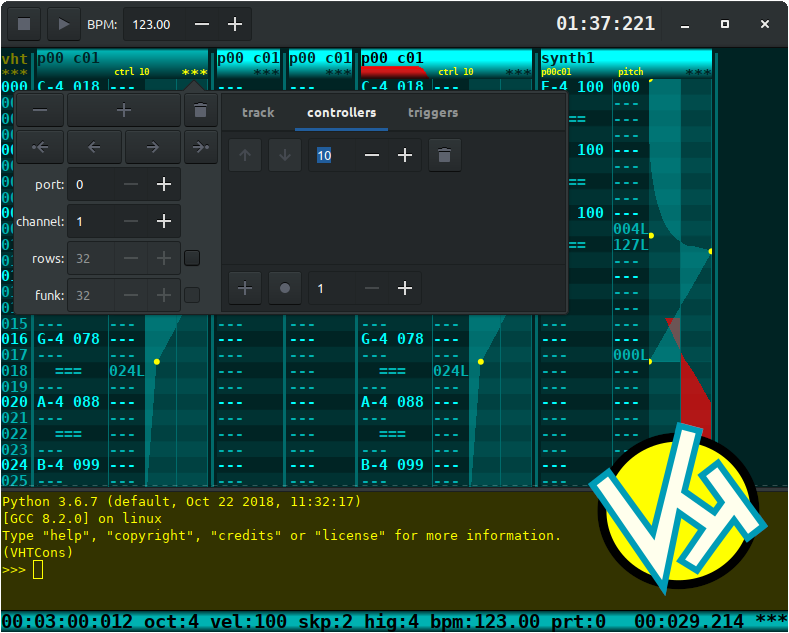 BPM: 123.00 01:37:221
vht p00 c01 p00 c01 p00 c01 p00 c01 synth1
*** ctrl 10 *** *** *** ctrl 10 *** p00c01 pitch ***
000 C-4 018 --- --- --- C-4 018 --- E-4 100 000
track controllers triggers
== ---
10
100 ---
port: 0
== ---
channel: 1
100 ---
004L
rows: 32
== 127L
funk: 32 1
015 --- --- --- --- --- --- --- ---
016 G-4 078 --- --- --- G-4 078 --- --- ---
017 --- --- --- --- --- --- --- 000L
018 === 024L --- --- === 024L --- ---
019 --- --- --- --- --- --- --- ---
020 A-4 088 --- --- --- A-4 088 --- --- ---
021 --- --- --- --- --- --- --- ---
022 === --- --- --- === --- --- ---
023 --- --- --- --- --- --- --- ---
024 B-4 099 --- --- --- B-4 099 --- --- ---
025 --- --- --- --- --- --- --- ---
VHT
Python 3.6.7 (default, Oct 22 2018, 11:32:17)
[GCC 8.2.0] on linux
Type "help", "copyright", "credits" or "license" for more information.
(VHTCons)
>>>
00:03:00:012 oct:4 vel:100 skp:2 hig:4 bpm:123.00 prt:0 00:029.214 ***